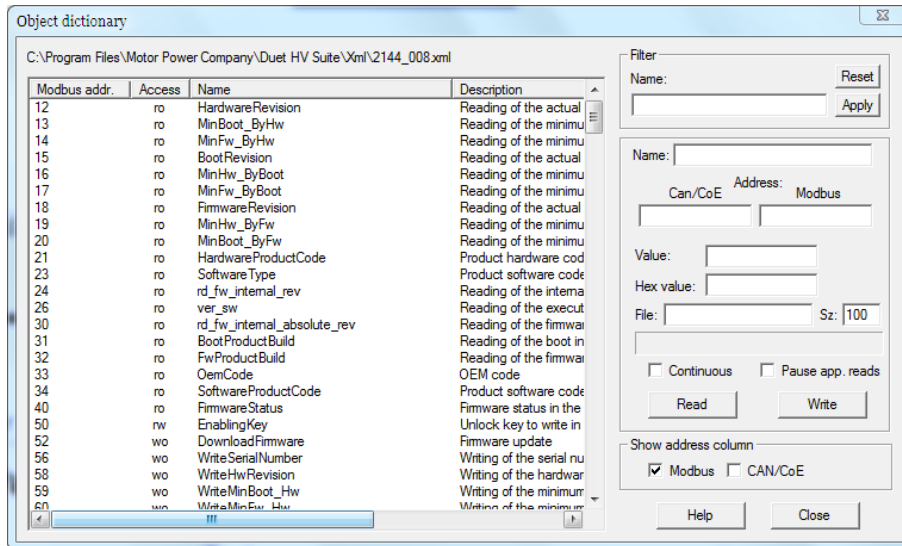 Object dictionary
C:\Program Files\Motor Power Company\Duet HV Suite\Xml\2144_008.xml
Modbus addr. Access Name Description
12 ro HardwareRevision Reading of the actual
13 ro MinBoot_ByHw Reading of the minimu
14 ro MinFw_ByHw Reading of the minimu
15 ro BootRevision Reading of the actual
16 ro MinHw_ByBoot Reading of the minimu
17 ro MinFw_ByBoot Reading of the minimu
18 ro FirmwareRevision Reading of the actual
19 ro MinHw_ByFw Reading of the minimu
20 ro MinBoot_ByFw Reading of the minimu
21 ro HardwareProductCode Product hardware cod
23 ro SoftwareType Product software code
24 ro rd_fw_internal_rev Reading of the interna
26 ro ver_sw Reading of the execut
30 ro rd_fw_internal_absolute_rev Reading of the firmwar
31 ro BootProductBuild Reading of the boot in
32 ro FwProductBuild Reading of the firmwar
33 ro OemCode OEM code
34 ro SoftwareProductCode Product software code
40 ro FirmwareStatus Firmware status in the
50 rw EnablingKey Unlock key to write in
52 wo DownloadFirmware Firmware update
56 wo WriteSerialNumber Writing of the serial nu
58 wo WriteHwRevision Writing of the hardwar
59 wo WriteMinBoot_Hw Writing of the minimum
60 wo WriteMinFw_Hw Writing of the minimum
Filter
Name:
Reset
Apply
Name:
Address:
Can/CoE Modbus
Value:
Hex value:
File: Sz: 100
Continuous Pause app. reads
Read Write
Show address column
Modbus CAN/CoE
Help Close